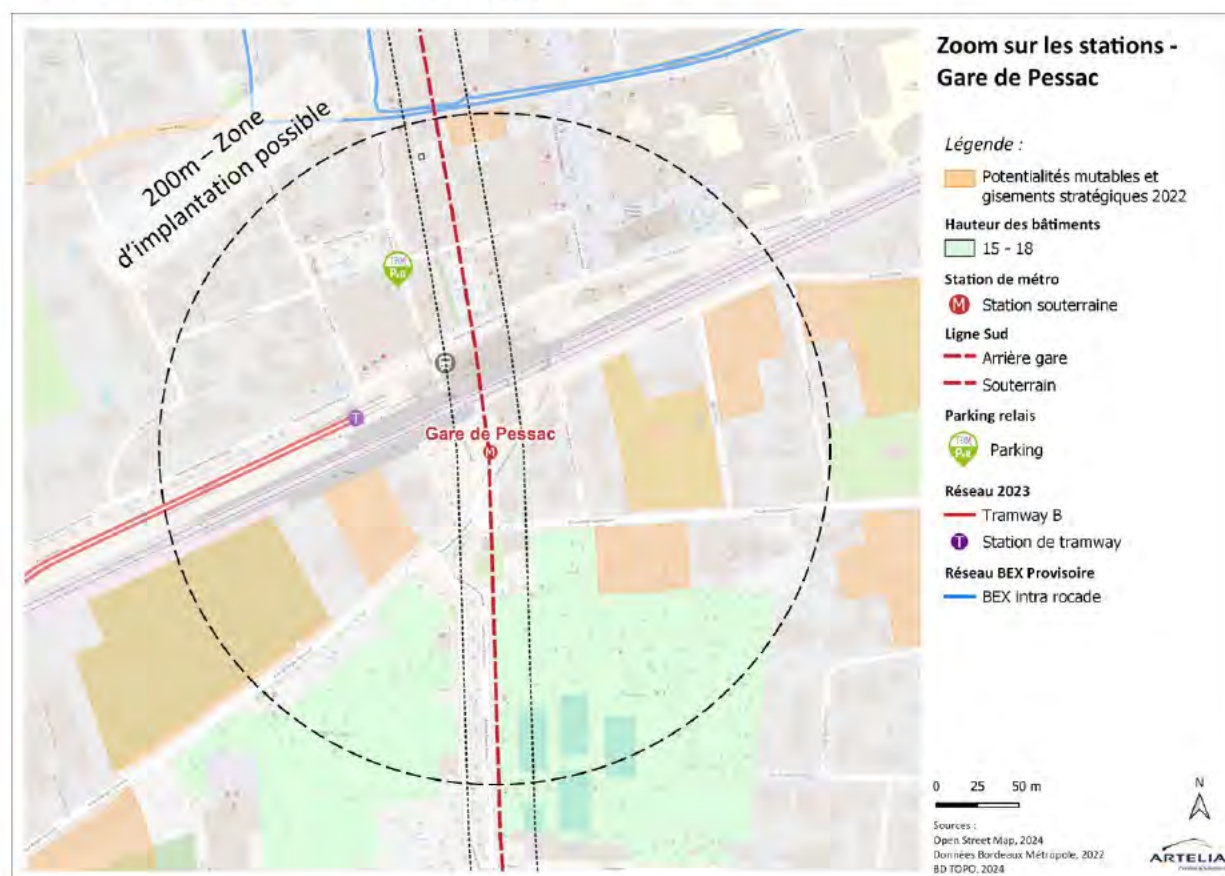 200m – Zone
d'implantation possible
TBM
P+R
Gare de Pessac
M
T
Zoom sur les stations -
Gare de Pessac
Légende :
Potentialités mutables et
gisements stratégiques 2022
Hauteur des bâtiments
15 - 18
Station de métro
M Station souterraine
Ligne Sud
Arrière gare
Souterrain
Parking relais
TBM
P+R
Parking
Réseau 2023
Tramway B
T Station de tramway
Réseau BEX Provisoire
BEX Intra rocade
0 25 50 m
N
Sources :
Open Street Map, 2024
Données Bordeaux Métropole, 2022
BD TOPO, 2024
ARTELIA